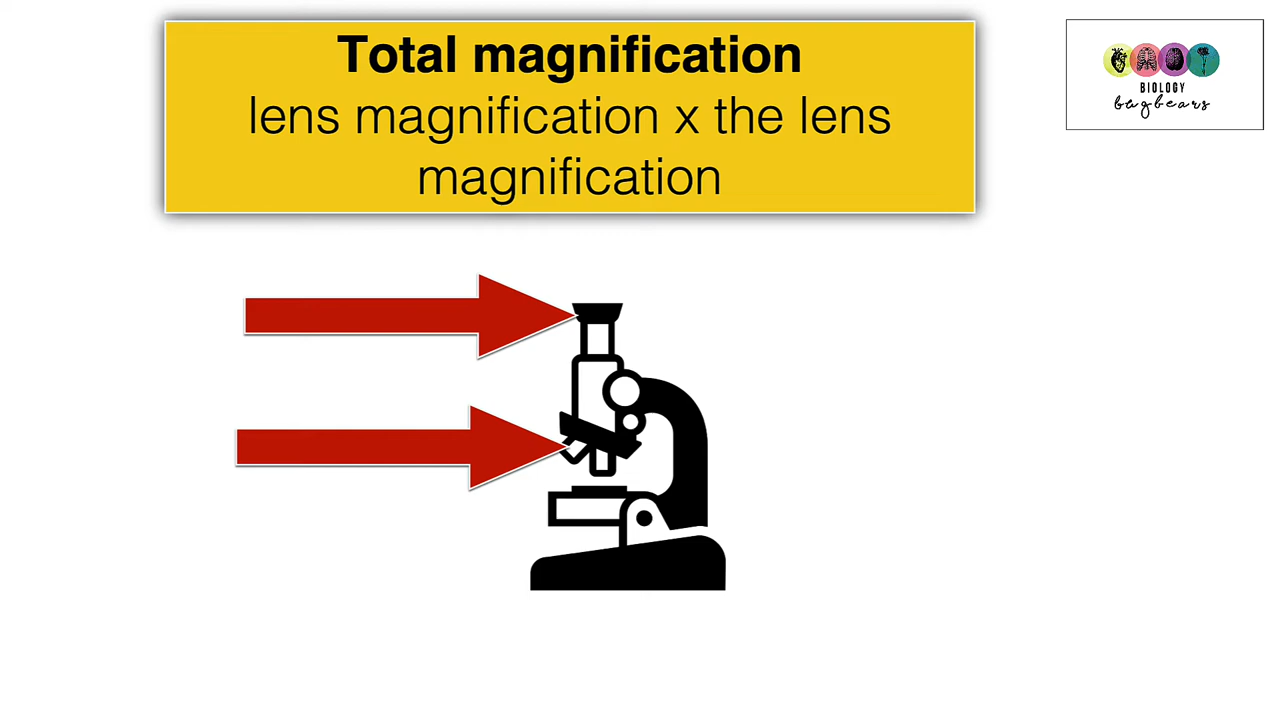 Total magnification
lens magnification x the lens
magnification
BIOLOGY
bugbears